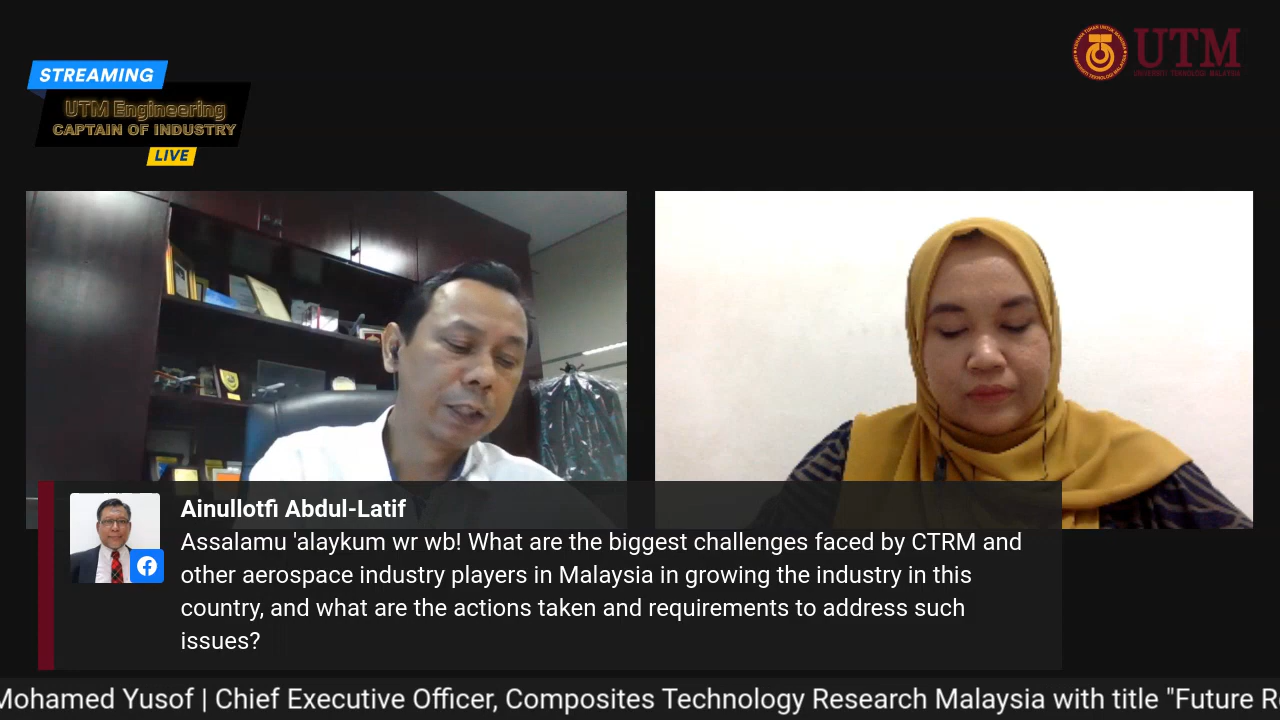 STREAMING
UTM Engineering
CAPTAIN OF INDUSTRY
LIVE
UTM
UNIVERSITI TEKNOLOGI MALAYSIA
Ainullotfi Abdul-Latif
Assalamu 'alaykum wr wb! What are the biggest challenges faced by CTRM and
other aerospace industry players in Malaysia in growing the industry in this
country, and what are the actions taken and requirements to address such
issues?
Mohamed Yusof | Chief Executive Officer, Composites Technology Research Malaysia with title "Future R